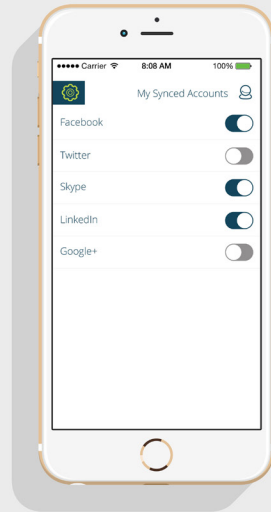 Carrier 8:08 AM 100%
My Synced Accounts
Facebook
Twitter
Skype
LinkedIn
Google+